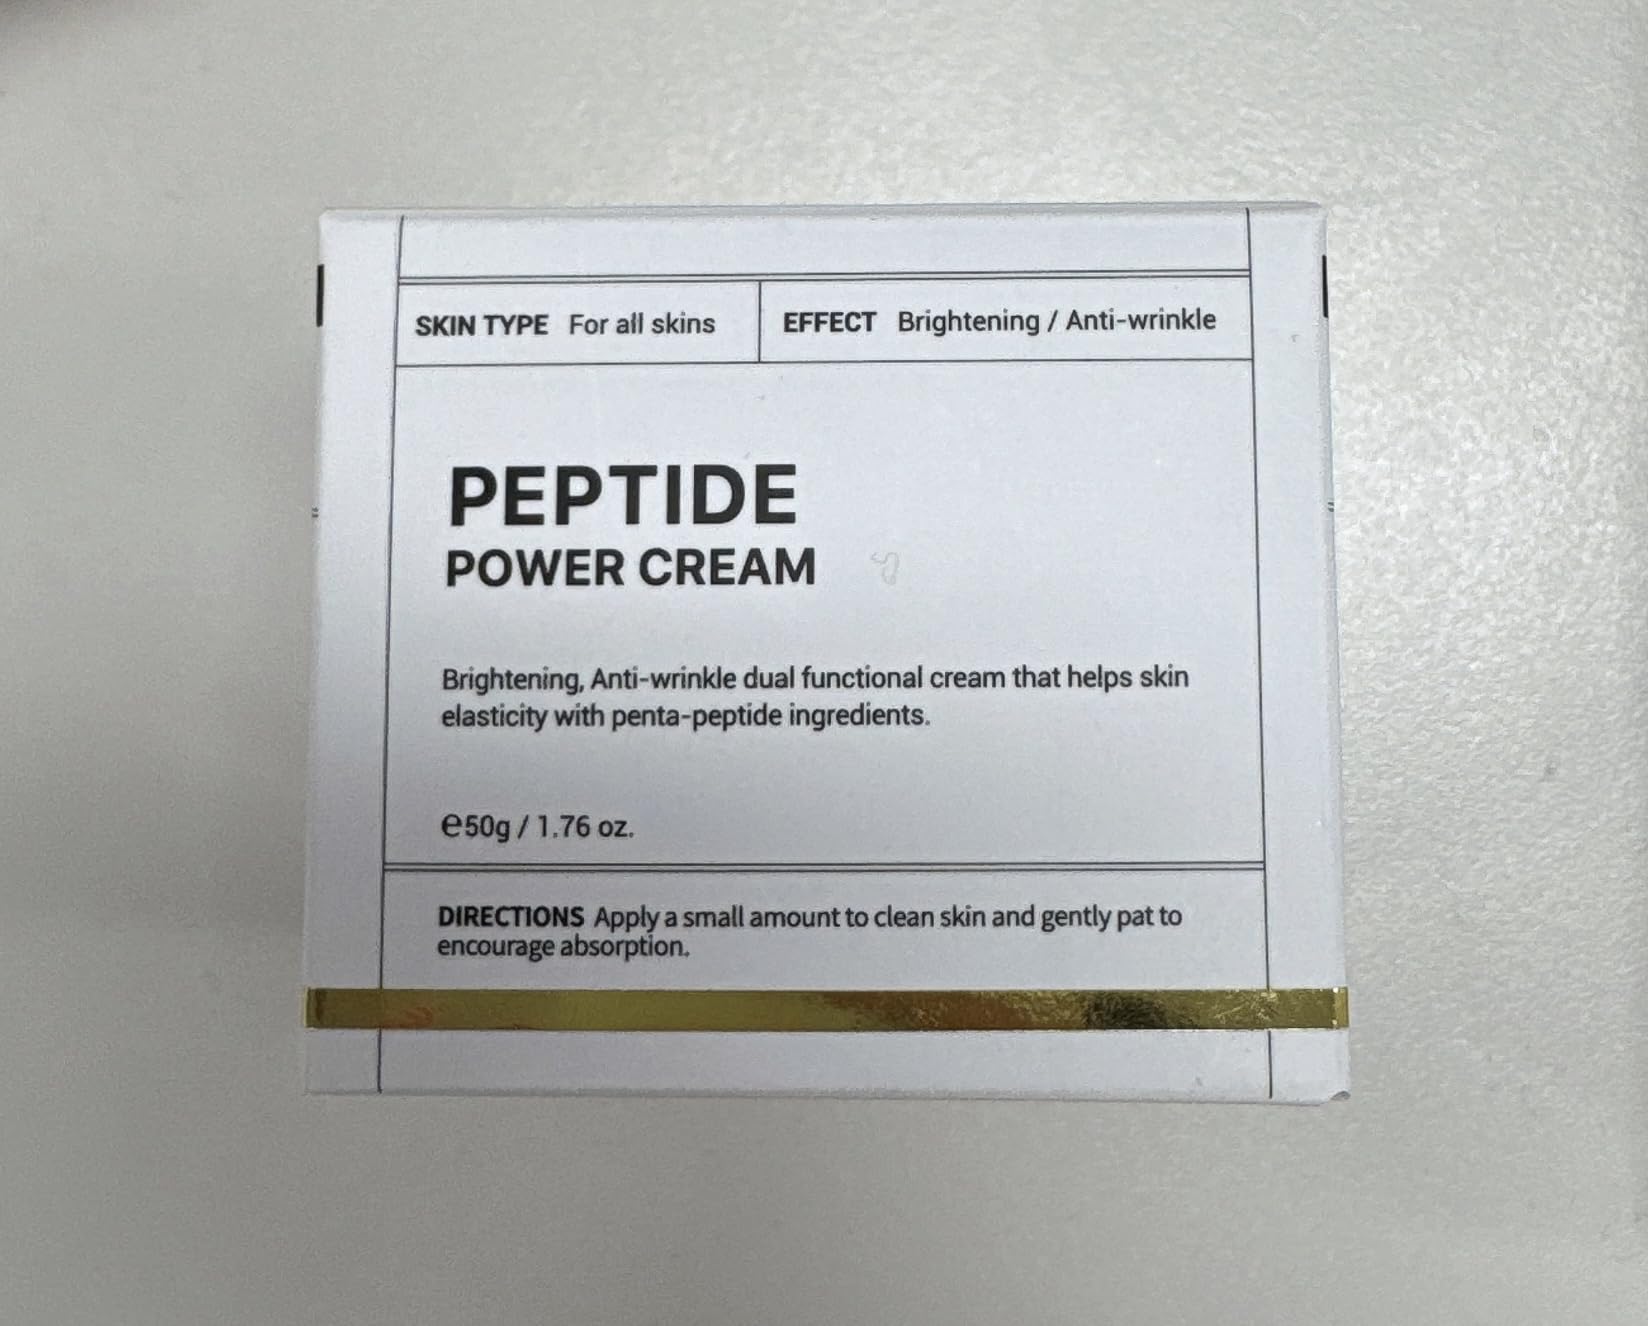 SKIN TYPE For all skins
EFFECT Brightening / Anti-wrinkle
PEPTIDE
POWER CREAM
Brightening, Anti-wrinkle dual functional cream that helps skin
elasticity with penta-peptide ingredients.
℮50g / 1.76 oz.
DIRECTIONS Apply a small amount to clean skin and gently pat to
encourage absorption.